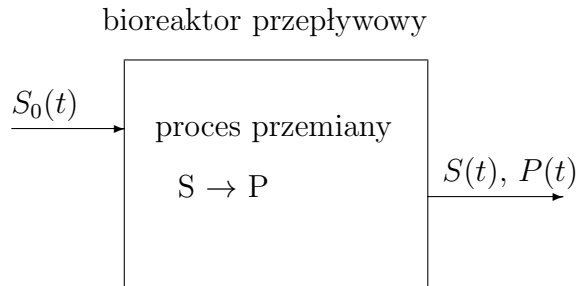 bioreaktor przepływowy
S₀(t)
proces przemiany
S → P
S(t), P(t)